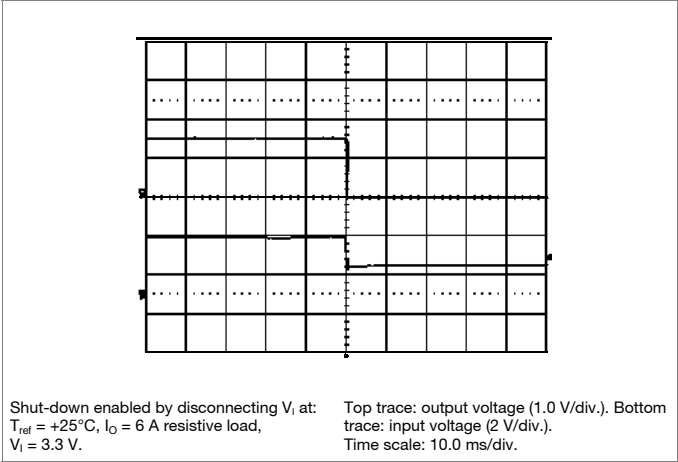 Shut-down enabled by disconnecting VI at:
Tref = +25°C, IO = 6 A resistive load,
VI = 3.3 V.
Top trace: output voltage (1.0 V/div.). Bottom
trace: input voltage (2 V/div.).
Time scale: 10.0 ms/div.